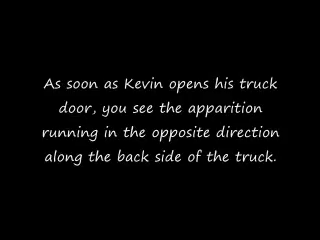 As soon as Kevin opens his truck
door, you see the apparition
running in the opposite direction
along the back side of the truck.